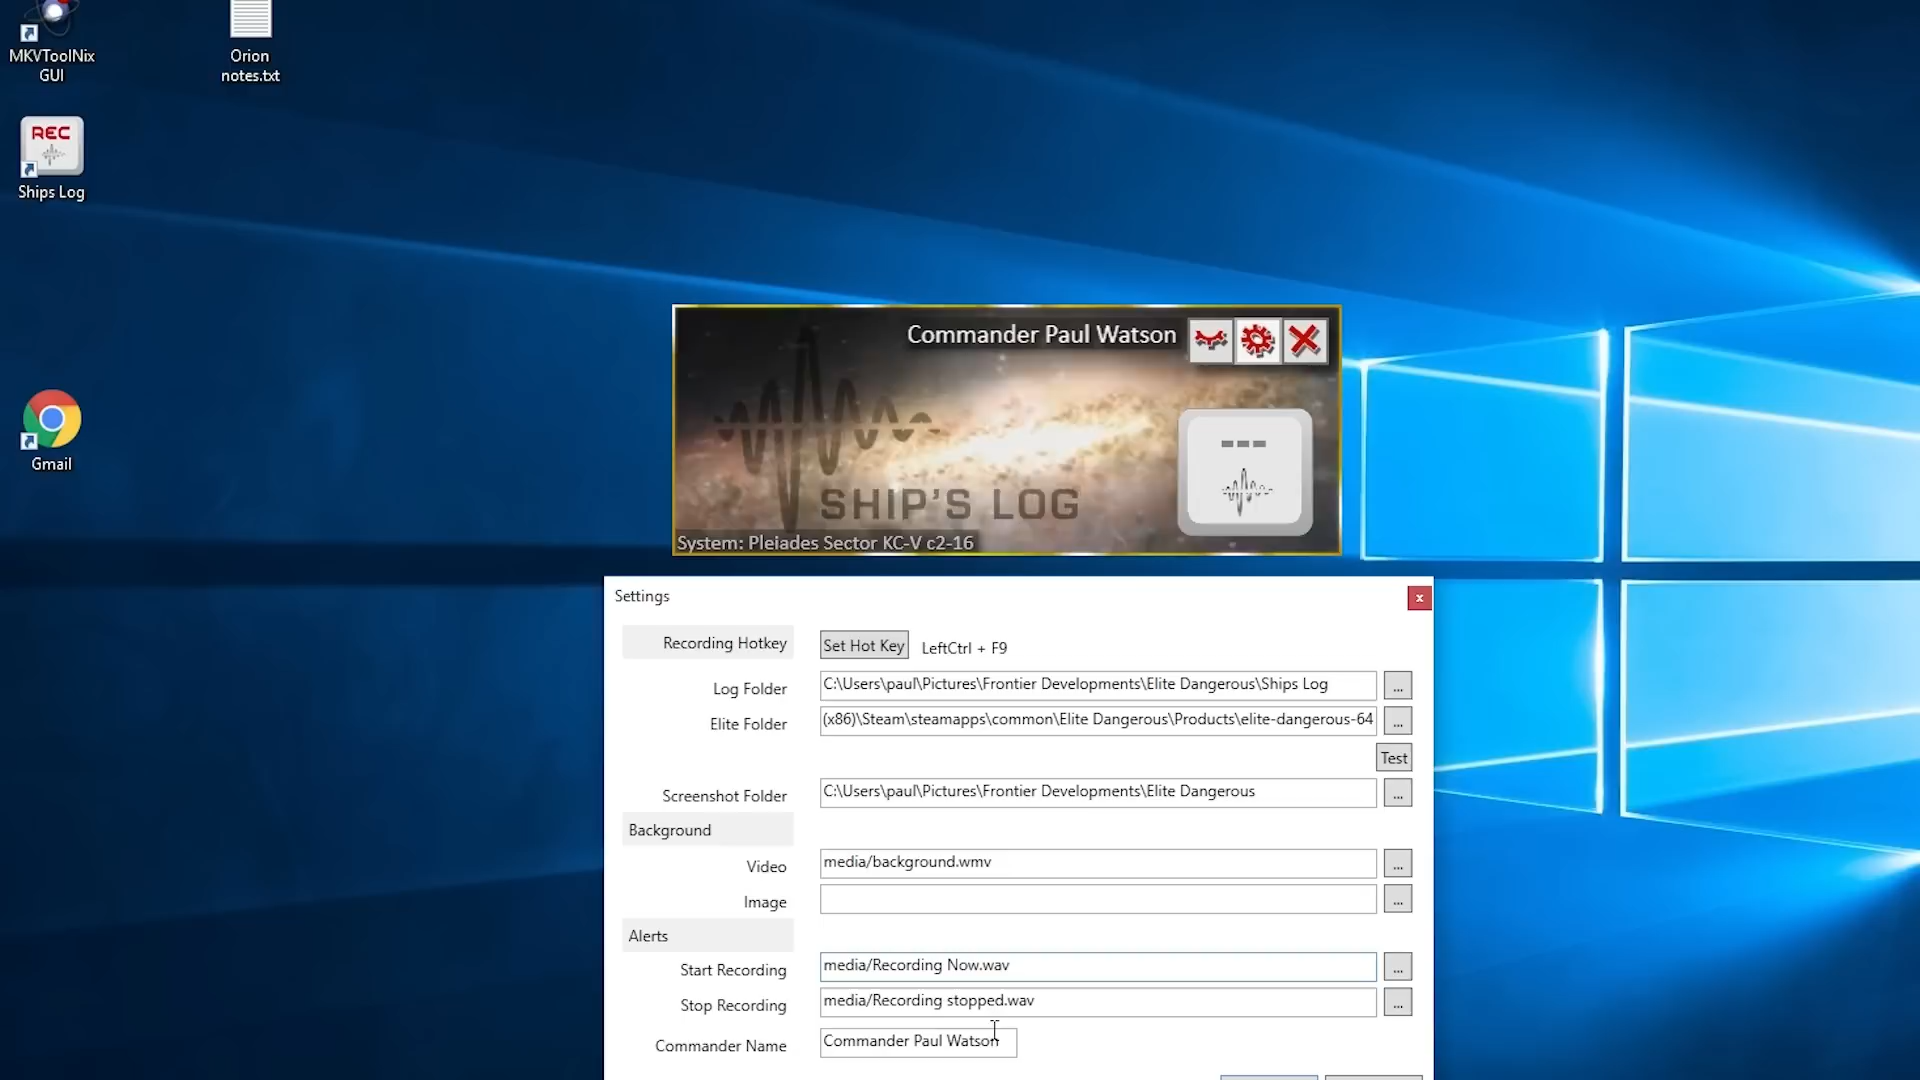 MKVToolNix
GUI
Orion
notes.txt
REC
Ships Log
Gmail
Commander Paul Watson
---
SHIP'S LOG
System: Pleiades Sector KC-V c2-16
Settings
x
Recording Hotkey
Set Hot Key
LeftCtrl + F9
Log Folder
C:\Users\paul\Pictures\Frontier Developments\Elite Dangerous\Ships Log
...
Elite Folder
(x86)\Steam\steamapps\common\Elite Dangerous\Products\elite-dangerous-64
...
Test
Screenshot Folder
C:\Users\paul\Pictures\Frontier Developments\Elite Dangerous
...
Background
Video
media/background.wmv
...
Image
...
Alerts
Start Recording
media/Recording Now.wav
...
Stop Recording
media/Recording stopped.wav
...
Commander Name
Commander Paul Watson